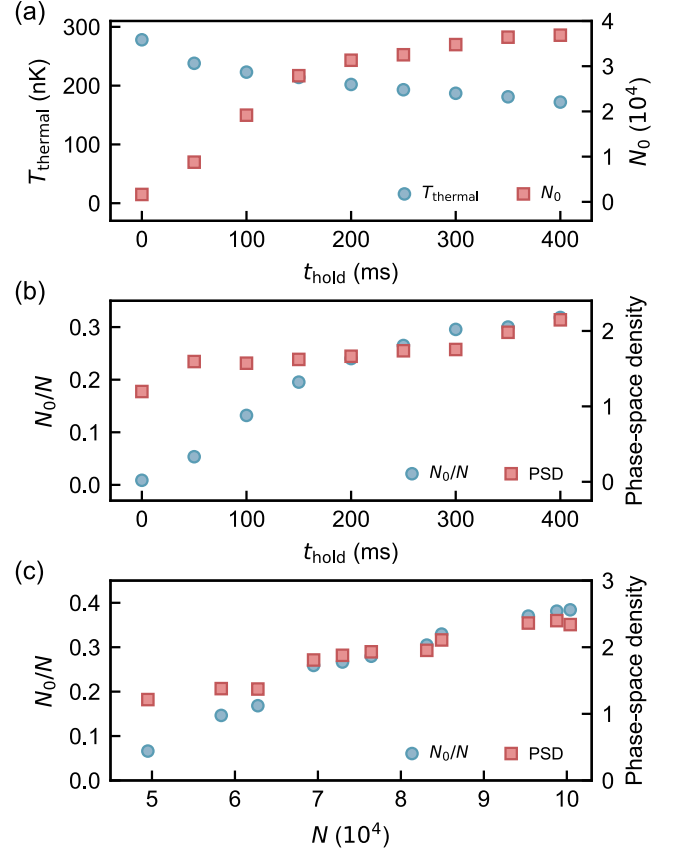 (a)
300
200
100
0
T_thermal (nK)
4
3
2
1
0
N_0 (10^4)
T_thermal
N_0
0 100 200 300 400
t_hold (ms)
(b)
0.3
0.2
0.1
0.0
N_0/N
2
1
0
Phase-space density
N_0/N
PSD
0 100 200 300 400
t_hold (ms)
(c)
0.4
0.3
0.2
0.1
0.0
N_0/N
3
2
1
0
Phase-space density
N_0/N
PSD
5 6 7 8 9 10
N (10^4)